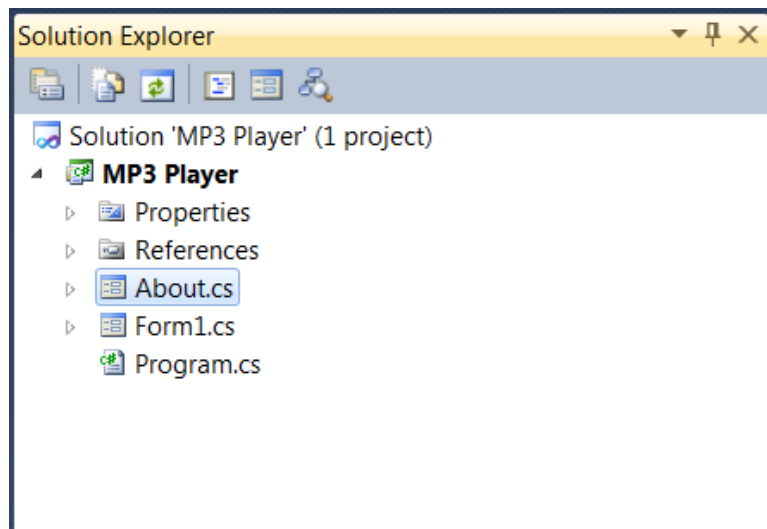 Solution Explorer
Solution 'MP3 Player' (1 project)
MP3 Player
Properties
References
About.cs
Form1.cs
Program.cs